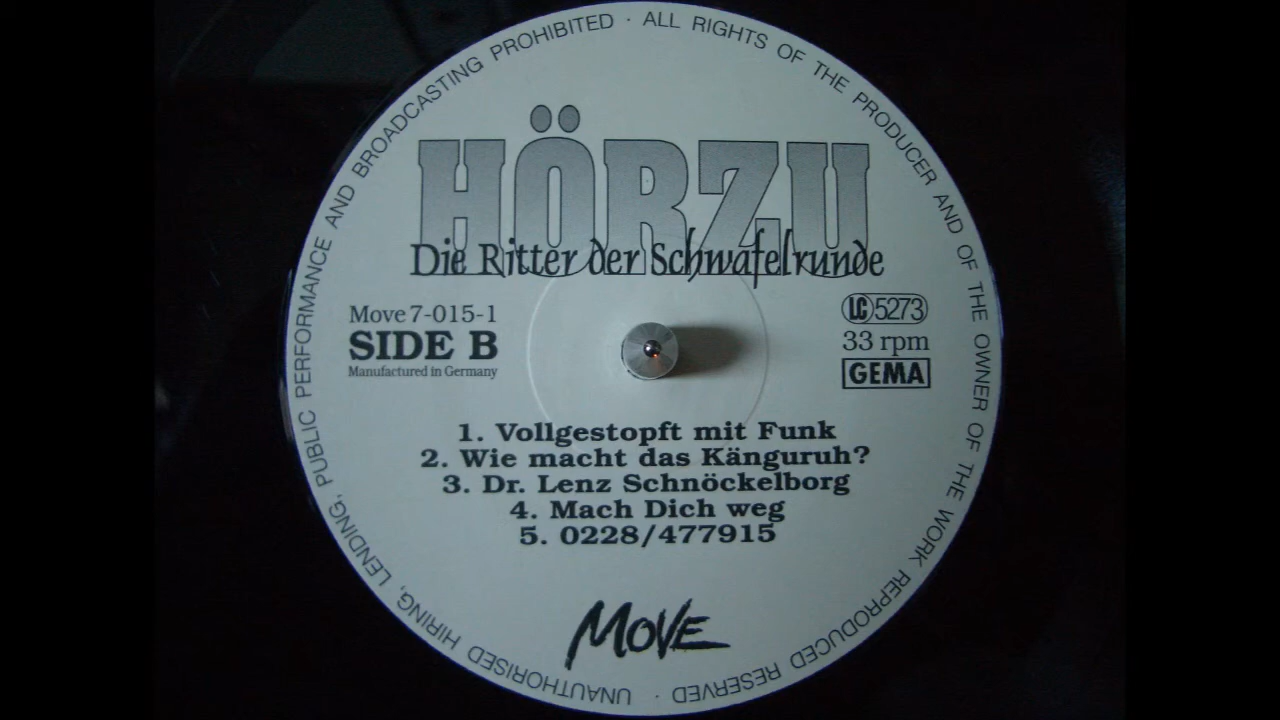 HÖRZU
Die Ritter der Schwafelrunde
Move 7-015-1
SIDE B
Manufactured in Germany
LC 5273
33 rpm
GEMA
1. Vollgestopft mit Funk
2. Wie macht das Känguruh?
3. Dr. Lenz Schnöckelborg
4. Mach Dich weg
5. 0228/477915
MOVE
· ALL RIGHTS OF THE PRODUCER AND OF THE OWNER OF THE WORK REPRODUCED RESERVED · UNAUTHORISED HIRING, LENDING, PUBLIC PERFORMANCE AND BROADCASTING PROHIBITED